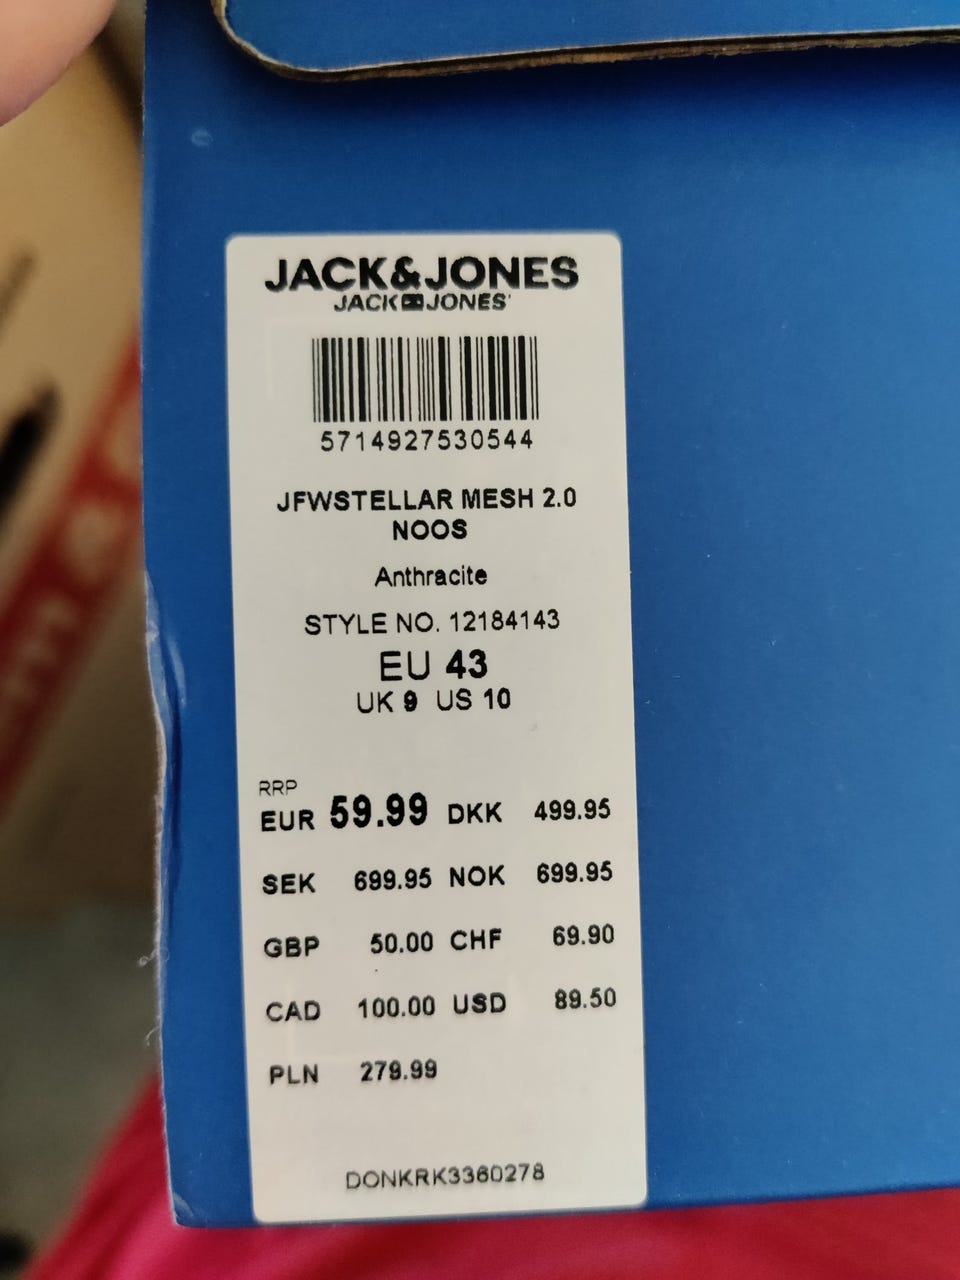 JACK&JONES
JACK JONES
5714927530544
JFWSTELLAR MESH 2.0
NOOS
Anthracite
STYLE NO. 12184143
EU 43
UK 9 US 10
RRP
EUR 59.99 DKK 499.95
SEK 699.95 NOK 699.95
GBP 50.00 CHF 69.90
CAD 100.00 USD 89.50
PLN 279.99
DONKRK3360278